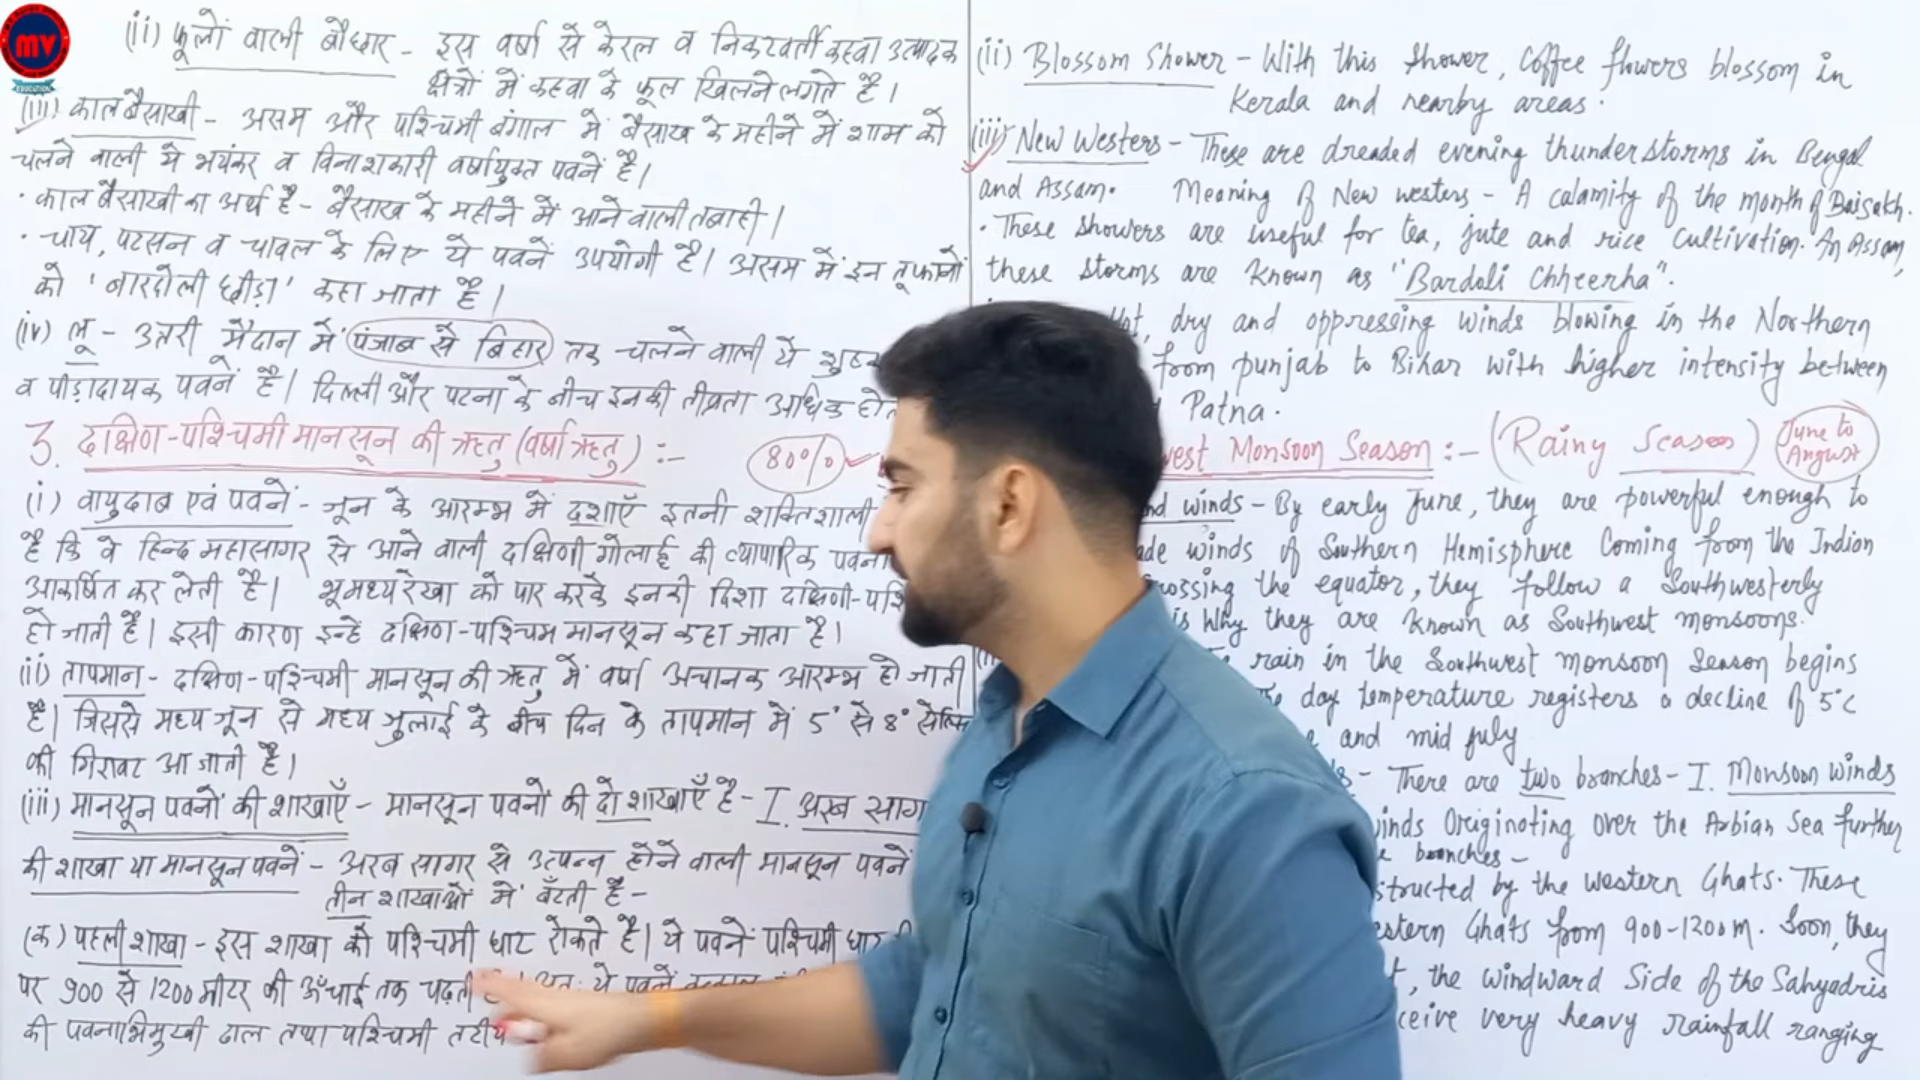 MV
EDUCATION
(ii) फूलों वाली बौछार - इस वर्षा से केरल व निकटवर्ती कहवा उत्पादक
क्षेत्रों में कहवा के फूल खिलने लगते है।
(iii) काल बैसाखी - असम और पश्चिमी बंगाल में बैसाख के महीने में शाम को
चलने वाली ये भयंकर व विनाशकारी वर्षायुक्त पवनें है।
· काल बैसाखी का अर्थ है - बैसाख के महीने में आने वाली तबाही।
· चाय, पटसन व चावल के लिए ये पवनें उपयोगी है। असम में इन तूफानों
को 'बारदोली छीड़ा' कहा जाता है।
(iv) लू - उत्तरी मैदान में पंजाब से बिहार तक चलने वाली ये शुष्क
व पीड़ादायक पवनें है। दिल्ली और पटना के बीच इनकी तीव्रता अधिक
3. दक्षिण-पश्चिमी मानसून की ऋतु (वर्षा ऋतु) :- 80%
(i) वायुदाब एवं पवनें - जून के आरम्भ में दशाएँ इतनी शक्तिशाली
है कि वे हिन्द महासागर से आने वाली दक्षिणी गोलार्द्ध की व्यापारिक
आकर्षित कर लेती है। भूमध्य रेखा को पार करके इनकी दिशा दक्षिणी-
हो जाती है। इसी कारण इन्हें दक्षिण-पश्चिम मानसून कहा जाता है।
(ii) तापमान - दक्षिण-पश्चिमी मानसून की ऋतु में वर्षा अचानक आरम्भ हो जाती
है। जिससे मध्य जून से मध्य जुलाई के बीच दिन के तापमान में 5° से 8°
की गिरावट आ जाती है।
(iii) मानसून पवनों की शाखाएँ - मानसून पवनों की दो शाखाएँ है - I. अरब
की शाखा या मानसून पवनें - अरब सागर से उत्पन्न होने वाली मानसून पवनें
तीन शाखाओं में बँटती है -
(क) पहली शाखा - इस शाखा को पश्चिमी घाट रोकते है। ये पवनें पश्चिमी घाट
पर 900 से 1200 मीटर की ऊँचाई तक चढ़ती
की पवनाभिमुखी ढाल तथा पश्चिमी तटीय
(ii) Blossom Shower - With this shower, Coffee flowers blossom in
Kerala and nearby areas.
(iii) New Westers - These are dreaded evening thunderstorms in Bengal
and Assam. Meaning of New westers - A calamity of the month of Baisakh.
· These showers are useful for tea, jute and rice cultivation. In Assam,
these storms are known as "Bardoli Chheerha".
dry and oppressing winds blowing in the Northern
from punjab to Bihar with higher intensity between
Patna.
Monsoon Season :- (Rainy Season) June to August
winds - By early June, they are powerful enough to
winds of Southern Hemisphere Coming from the Indian
the equator, they follow a Southwesterly
is why they are known as Southwest monsoons.
rain in the Southwest monsoon season begins
day temperature registers a decline of 5°C
and mid july
There are two branches - I. Monsoon winds
Originating over the Arbian Sea further
branches -
by the western Ghats. These
Ghats from 900-1200m. Soon, they
, the windward Side of the Sahyadris
very heavy rainfall ranging